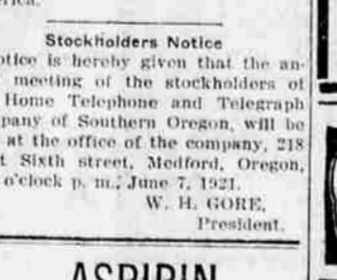 erica.
Stockholders Notice
otice is hereby given that the an-
meeting of the stockholders of
Home Telephone and Telegraph
pany of Southern Oregon, will be
at the office of the company, 218
t Sixth street, Medford, Oregon,
o'clock p. m., June 7, 1921.
W. H. GORE,
President.
ASPIRIN